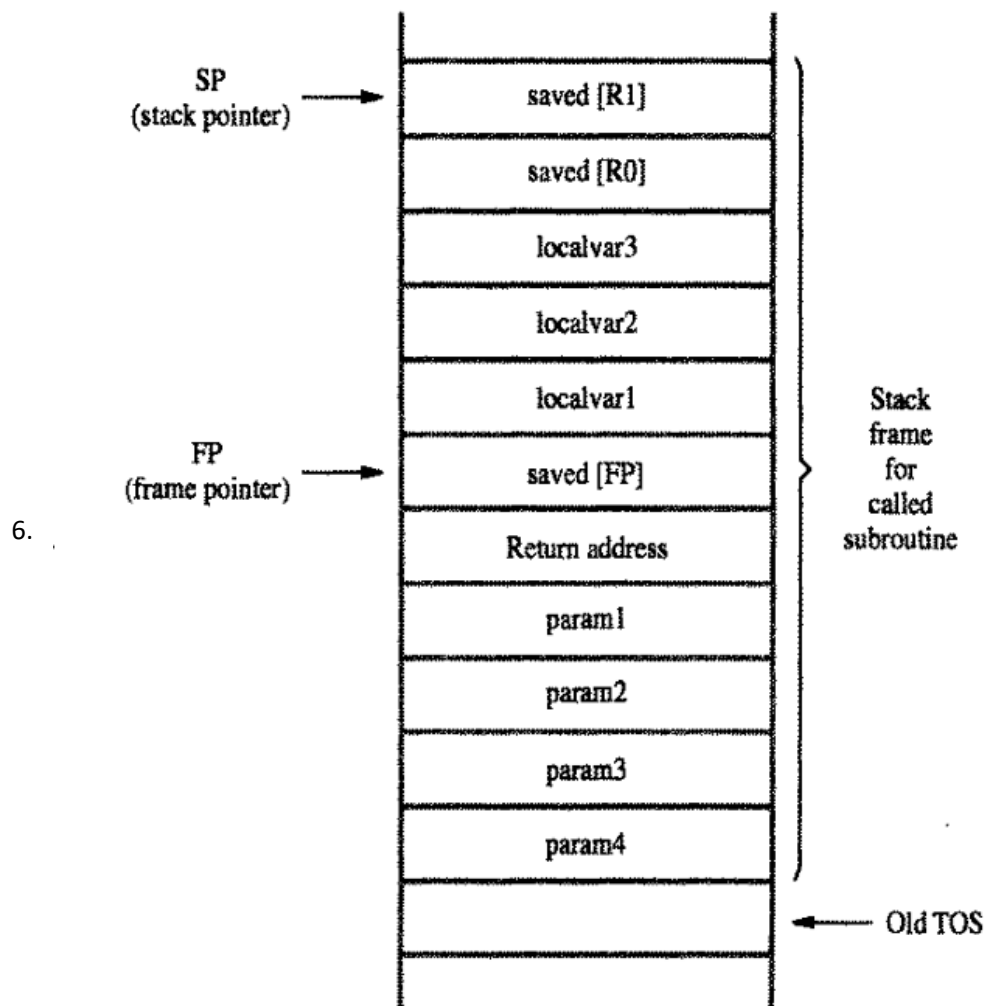 SP
(stack pointer)
saved [R1]
saved [R0]
localvar3
localvar2
localvar1
FP
(frame pointer)
saved [FP]
Stack
frame
for
called
subroutine
6.
Return address
param1
param2
param3
param4
Old TOS